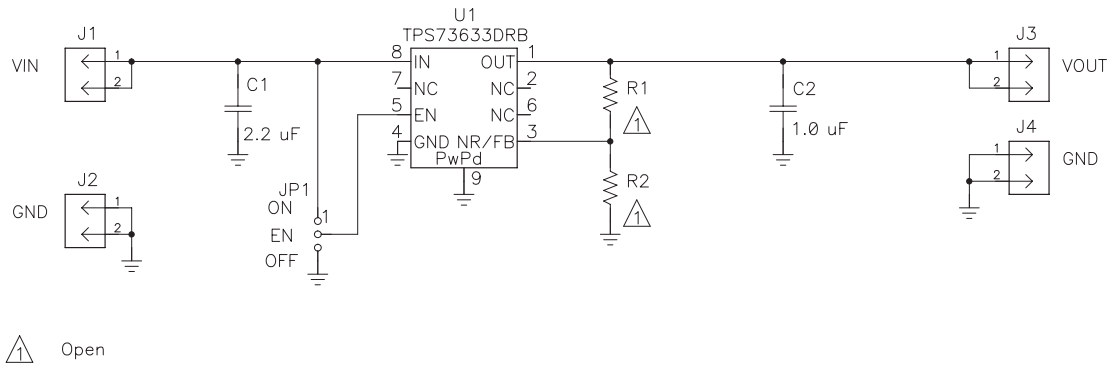 U1
TPS73633DRB
J1
VIN
1
2
C1
2.2 uF
8 IN OUT 1
7 NC NC 2
5 EN NC 6
4 GND NR/FB 3
PwPd
9
R1
1
R2
1
C2
1.0 uF
J3
1
2
VOUT
J4
1
2
GND
J2
GND
1
2
JP1
ON
1
EN
OFF
1 Open